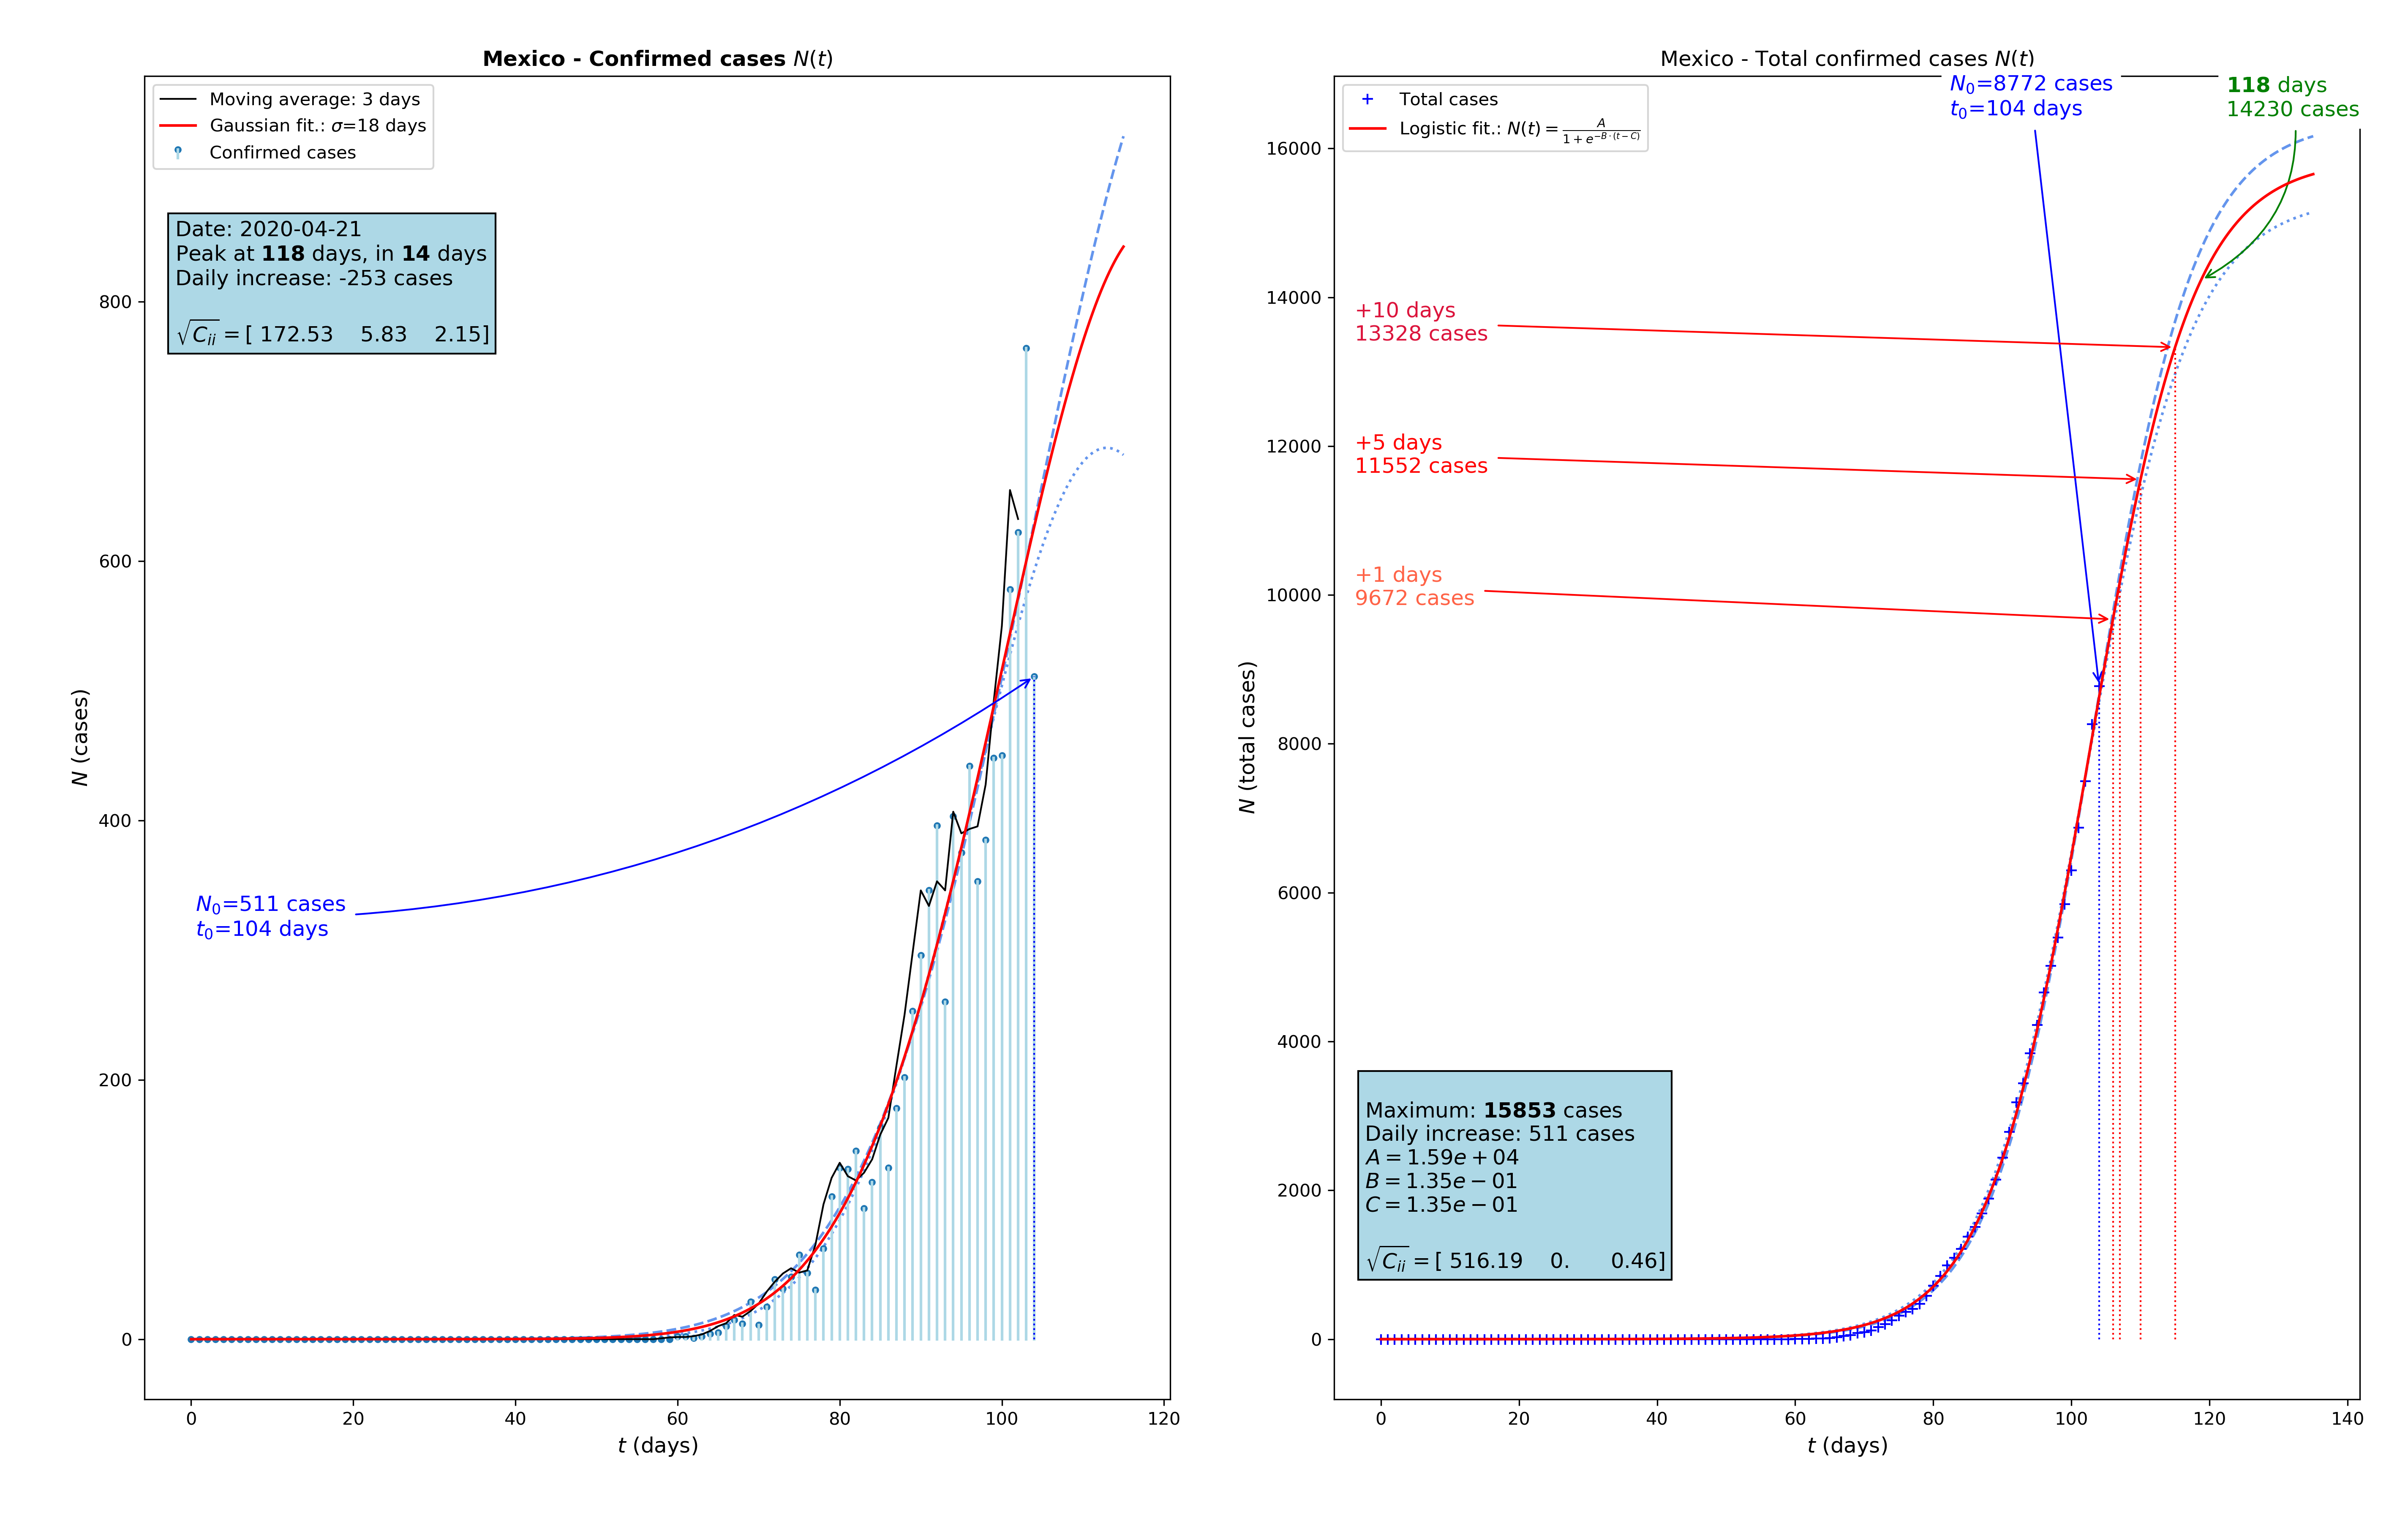 Mexico - Confirmed cases N(t)
Moving average: 3 days
Gaussian fit.: σ=18 days
Confirmed cases
Date: 2020-04-21
Peak at 118 days, in 14 days
Daily increase: -253 cases
√C_ii = [ 172.53 5.83 2.15]
N₀=511 cases
t₀=104 days
N (cases)
800
600
400
200
0
0 20 40 60 80 100 120
t (days)
Mexico - Total confirmed cases N(t)
Total cases
Logistic fit.: N(t) = A / (1 + e^{-B·(t-C)})
N₀=8772 cases
t₀=104 days
118 days
14230 cases
+10 days
13328 cases
+5 days
11552 cases
+1 days
9672 cases
Maximum: 15853 cases
Daily increase: 511 cases
A = 1.59e + 04
B = 1.35e − 01
C = 1.35e − 01
√C_ii = [ 516.19 0. 0.46]
N (total cases)
16000
14000
12000
10000
8000
6000
4000
2000
0
0 20 40 60 80 100 120 140
t (days)